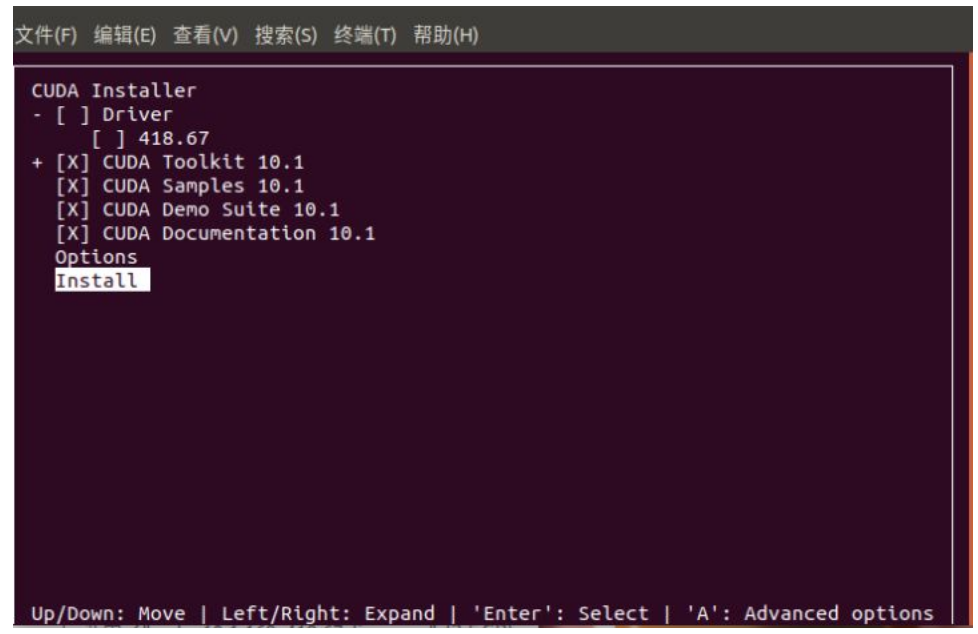 文件(F) 编辑(E) 查看(V) 搜索(S) 终端(T) 帮助(H)
CUDA Installer
- [ ] Driver
[ ] 418.67
+ [X] CUDA Toolkit 10.1
[X] CUDA Samples 10.1
[X] CUDA Demo Suite 10.1
[X] CUDA Documentation 10.1
Options
Install
Up/Down: Move | Left/Right: Expand | 'Enter': Select | 'A': Advanced options